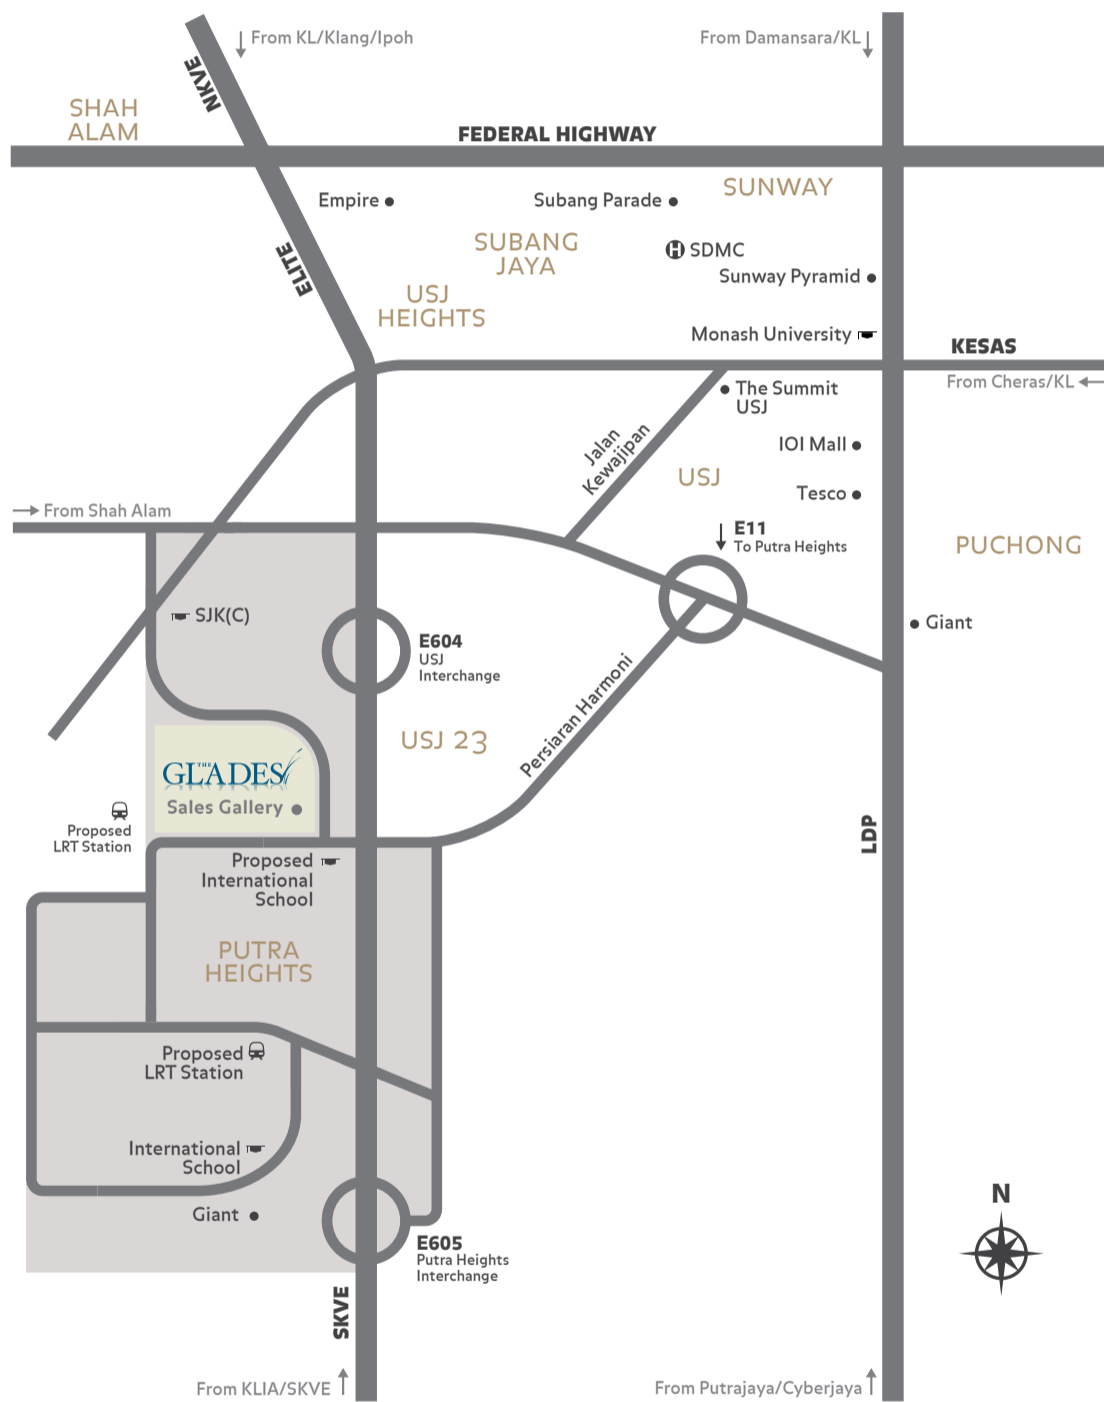 From KL/Klang/Ipoh
From Damansara/KL
NKVE
SHAH
ALAM
FEDERAL HIGHWAY
SUNWAY
Empire
Subang Parade
SUBANG
JAYA
SDMC
ELITE
Sunway Pyramid
USJ
HEIGHTS
Monash University
KESAS
From Cheras/KL
The Summit
USJ
Jalan
Kewajipan
IOI Mall
USJ
Tesco
From Shah Alam
E11
To Putra Heights
PUCHONG
SJK(C)
Giant
E604
USJ
Interchange
Persiaran Harmoni
USJ 23
THE
GLADES
Sales Gallery
Proposed
LRT Station
LDP
Proposed
International
School
PUTRA
HEIGHTS
Proposed
LRT Station
International
School
Giant
N
E605
Putra Heights
Interchange
SKVE
From KLIA/SKVE
From Putrajaya/Cyberjaya